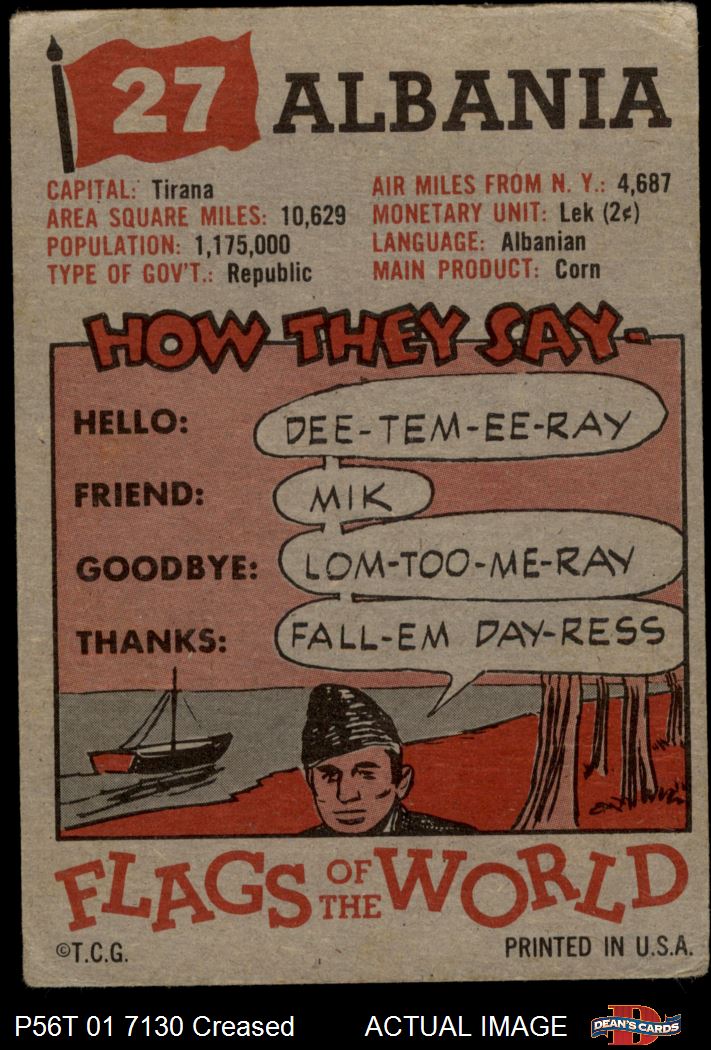 27 ALBANIA
CAPITAL: Tirana
AREA SQUARE MILES: 10,629
POPULATION: 1,175,000
TYPE OF GOV'T.: Republic
AIR MILES FROM N. Y.: 4,687
MONETARY UNIT: Lek (2¢)
LANGUAGE: Albanian
MAIN PRODUCT: Corn
HOW THEY SAY-
HELLO: DEE-TEM-EE-RAY
FRIEND: MIK
GOODBYE: LOM-TOO-ME-RAY
THANKS: FALL-EM DAY-RESS
FLAGS OF THE WORLD
©T.C.G. PRINTED IN U.S.A.
P56T 01 7130 Creased ACTUAL IMAGE D DEAN'S CARDS